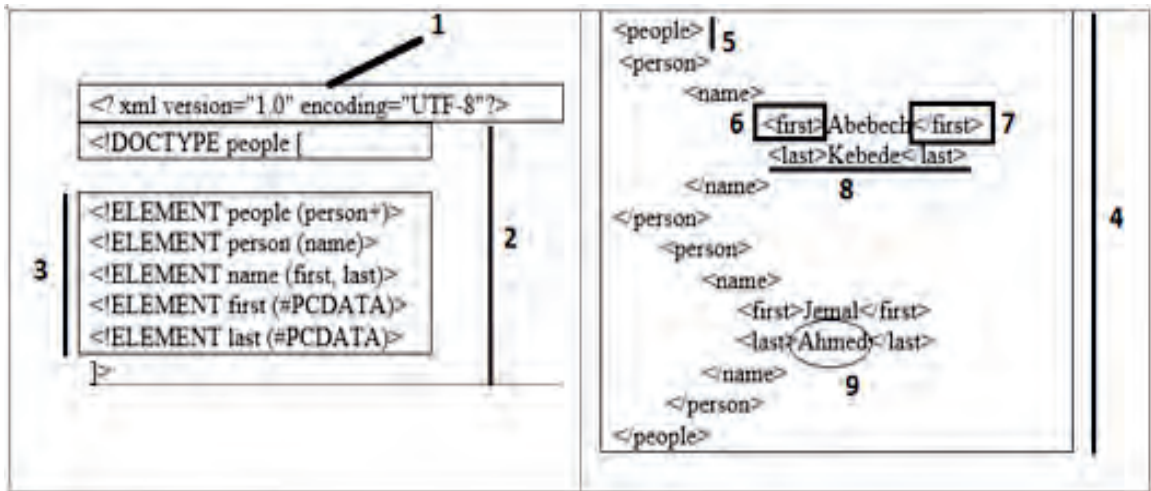 1
<? xml version="1.0" encoding="UTF-8"?>
<!DOCTYPE people [
<!ELEMENT people (person+)>
<!ELEMENT person (name)>
<!ELEMENT name (first, last)>
<!ELEMENT first (#PCDATA)>
<!ELEMENT last (#PCDATA)>
]>
2
3
<people> 5
<person>
<name>
6 <first>Abebech</first> 7
<last>Kebede</last>
8
</name>
</person>
4
<person>
<name>
<first>Jemal</first>
<last>Ahmed</last>
</name>
9
</person>
</people>